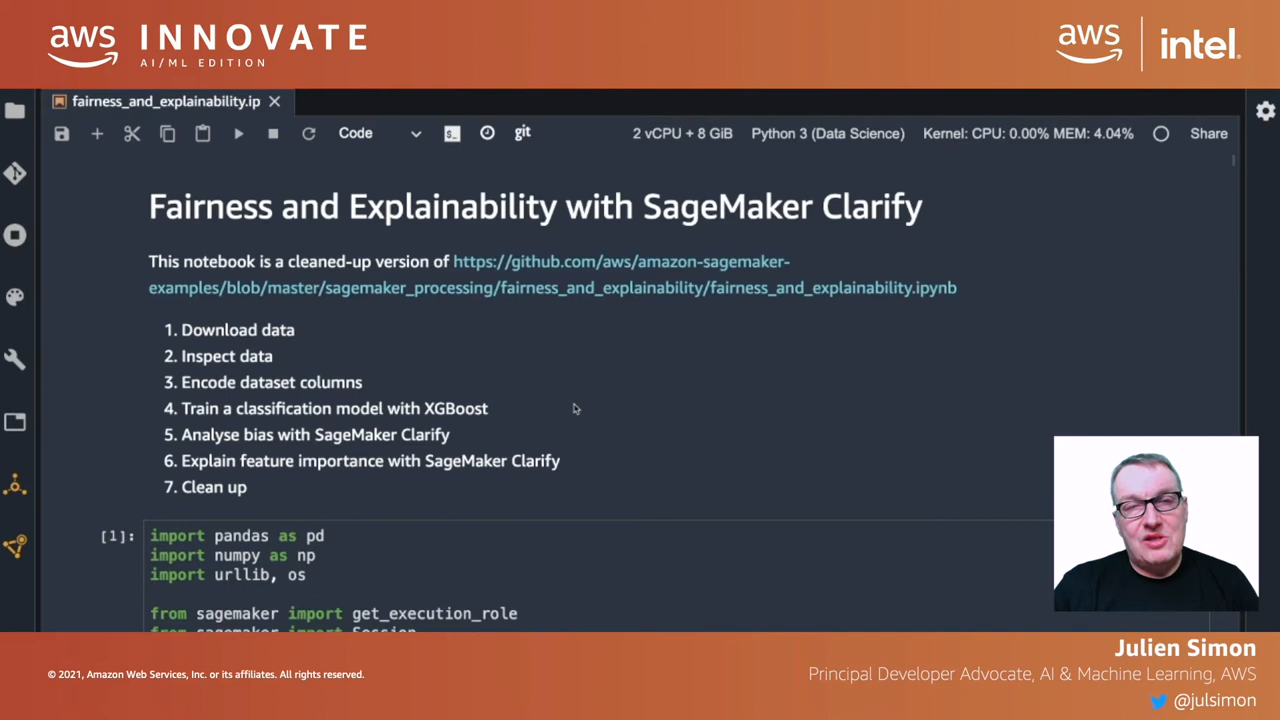 aws INNOVATE
AI/ML EDITION
aws intel.
fairness_and_explainability.ip
Code
git
2 vCPU + 8 GiB
Python 3 (Data Science)
Kernel: CPU: 0.00% MEM: 4.04%
Share
Fairness and Explainability with SageMaker Clarify
This notebook is a cleaned-up version of https://github.com/aws/amazon-sagemaker-
examples/blob/master/sagemaker_processing/fairness_and_explainability/fairness_and_explainability.ipynb
1. Download data
2. Inspect data
3. Encode dataset columns
4. Train a classification model with XGBoost
5. Analyse bias with SageMaker Clarify
6. Explain feature importance with SageMaker Clarify
7. Clean up
[1]: import pandas as pd
import numpy as np
import urllib, os
from sagemaker import get_execution_role
from sagemaker import Session
Julien Simon
Principal Developer Advocate, AI & Machine Learning, AWS
@julsimon
© 2021, Amazon Web Services, Inc. or its affiliates. All rights reserved.